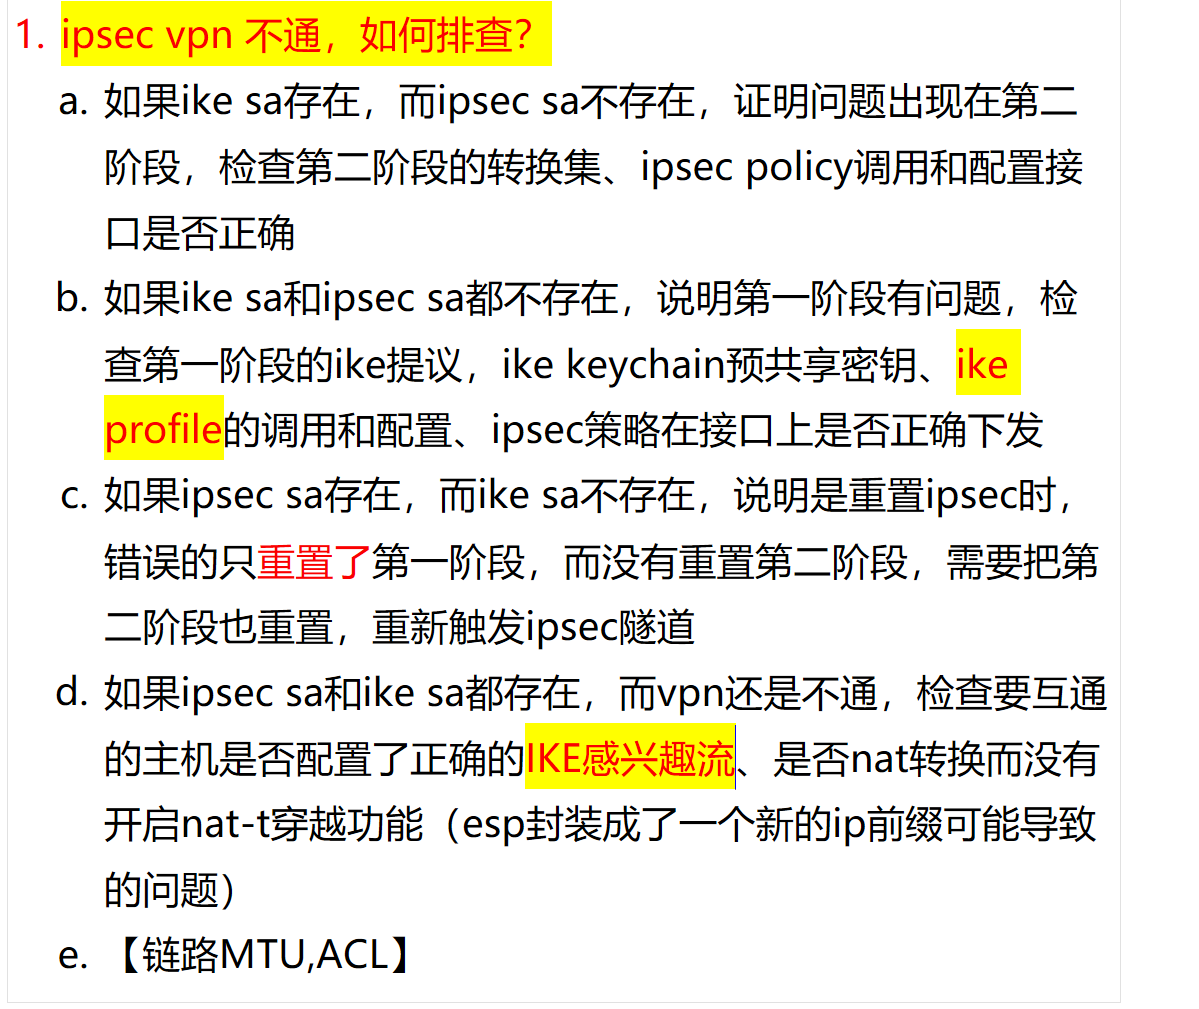 1. ipsec vpn 不通，如何排查？
a. 如果ike sa存在，而ipsec sa不存在，证明问题出现在第二
阶段，检查第二阶段的转换集、ipsec policy调用和配置接
口是否正确
b. 如果ike sa和ipsec sa都不存在，说明第一阶段有问题，检
查第一阶段的ike提议，ike keychain预共享密钥、ike
profile的调用和配置、ipsec策略在接口上是否正确下发
c. 如果ipsec sa存在，而ike sa不存在，说明是重置ipsec时，
错误的只重置了第一阶段，而没有重置第二阶段，需要把第
二阶段也重置，重新触发ipsec隧道
d. 如果ipsec sa和ike sa都存在，而vpn还是不通，检查要互通
的主机是否配置了正确的IKE感兴趣流、是否nat转换而没有
开启nat-t穿越功能（esp封装成了一个新的ip前缀可能导致
的问题）
e. 【链路MTU,ACL】